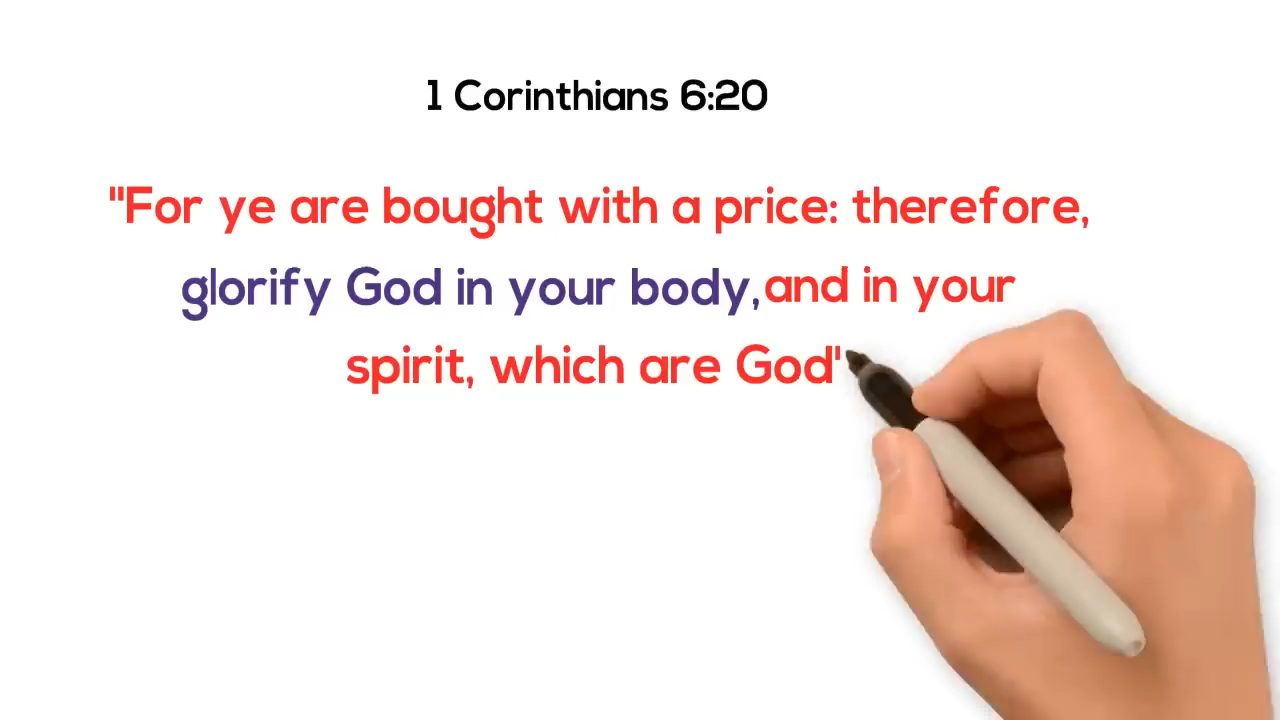 1 Corinthians 6:20
"For ye are bought with a price: therefore,
glorify God in your body,and in your
spirit, which are God'